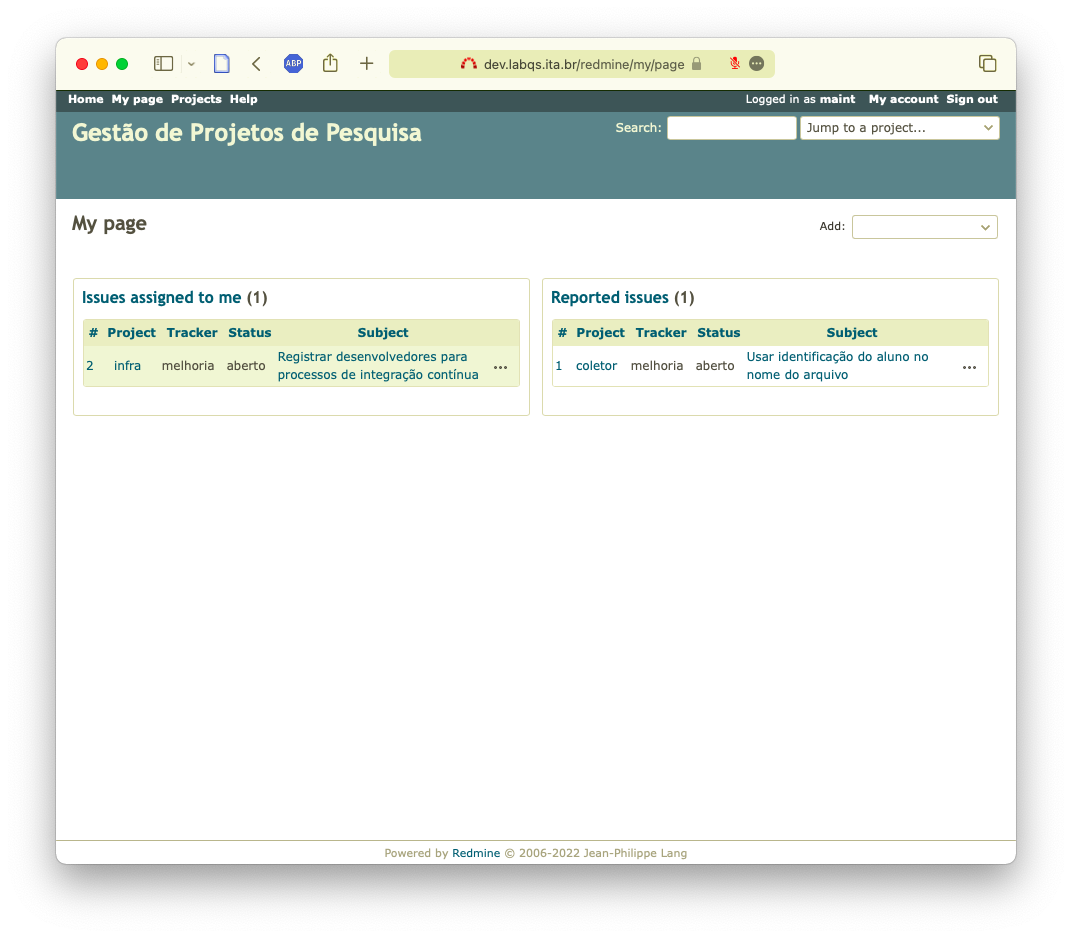 ABP
dev.labqs.ita.br/redmine/my/page
Home My page Projects Help
Logged in as maint My account Sign out
Gestão de Projetos de Pesquisa
Search: Jump to a project...
My page
Add:
Issues assigned to me (1)
# Project Tracker Status Subject
2 infra melhoria aberto Registrar desenvolvedores para
processos de integração contínua
Reported issues (1)
# Project Tracker Status Subject
1 coletor melhoria aberto Usar identificação do aluno no
nome do arquivo
Powered by Redmine © 2006-2022 Jean-Philippe Lang